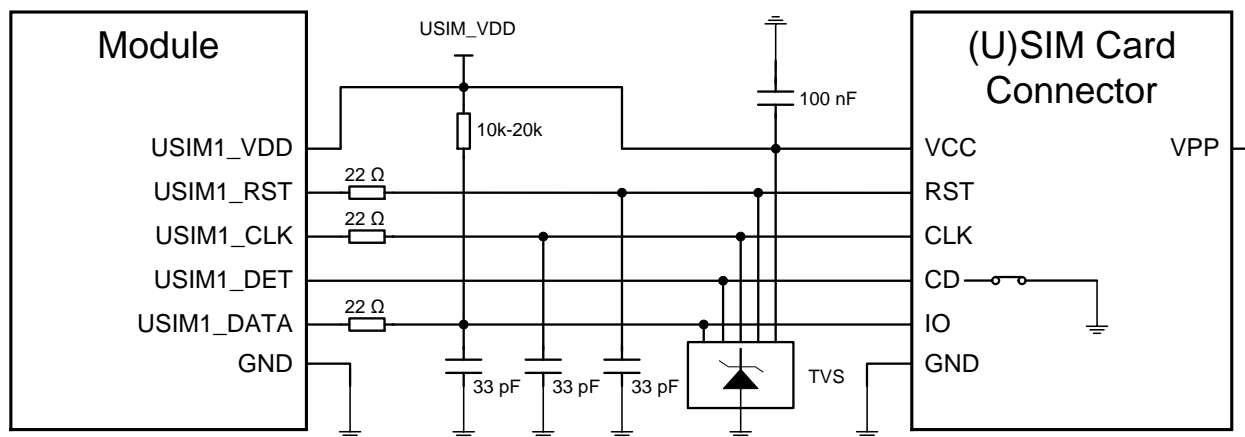 Module
USIM_VDD
(U)SIM Card
Connector
100 nF
10k-20k
USIM1_VDD
VCC
VPP
22 Ω
USIM1_RST
RST
22 Ω
USIM1_CLK
CLK
USIM1_DET
CD
22 Ω
USIM1_DATA
IO
GND
33 pF
33 pF
33 pF
TVS
GND